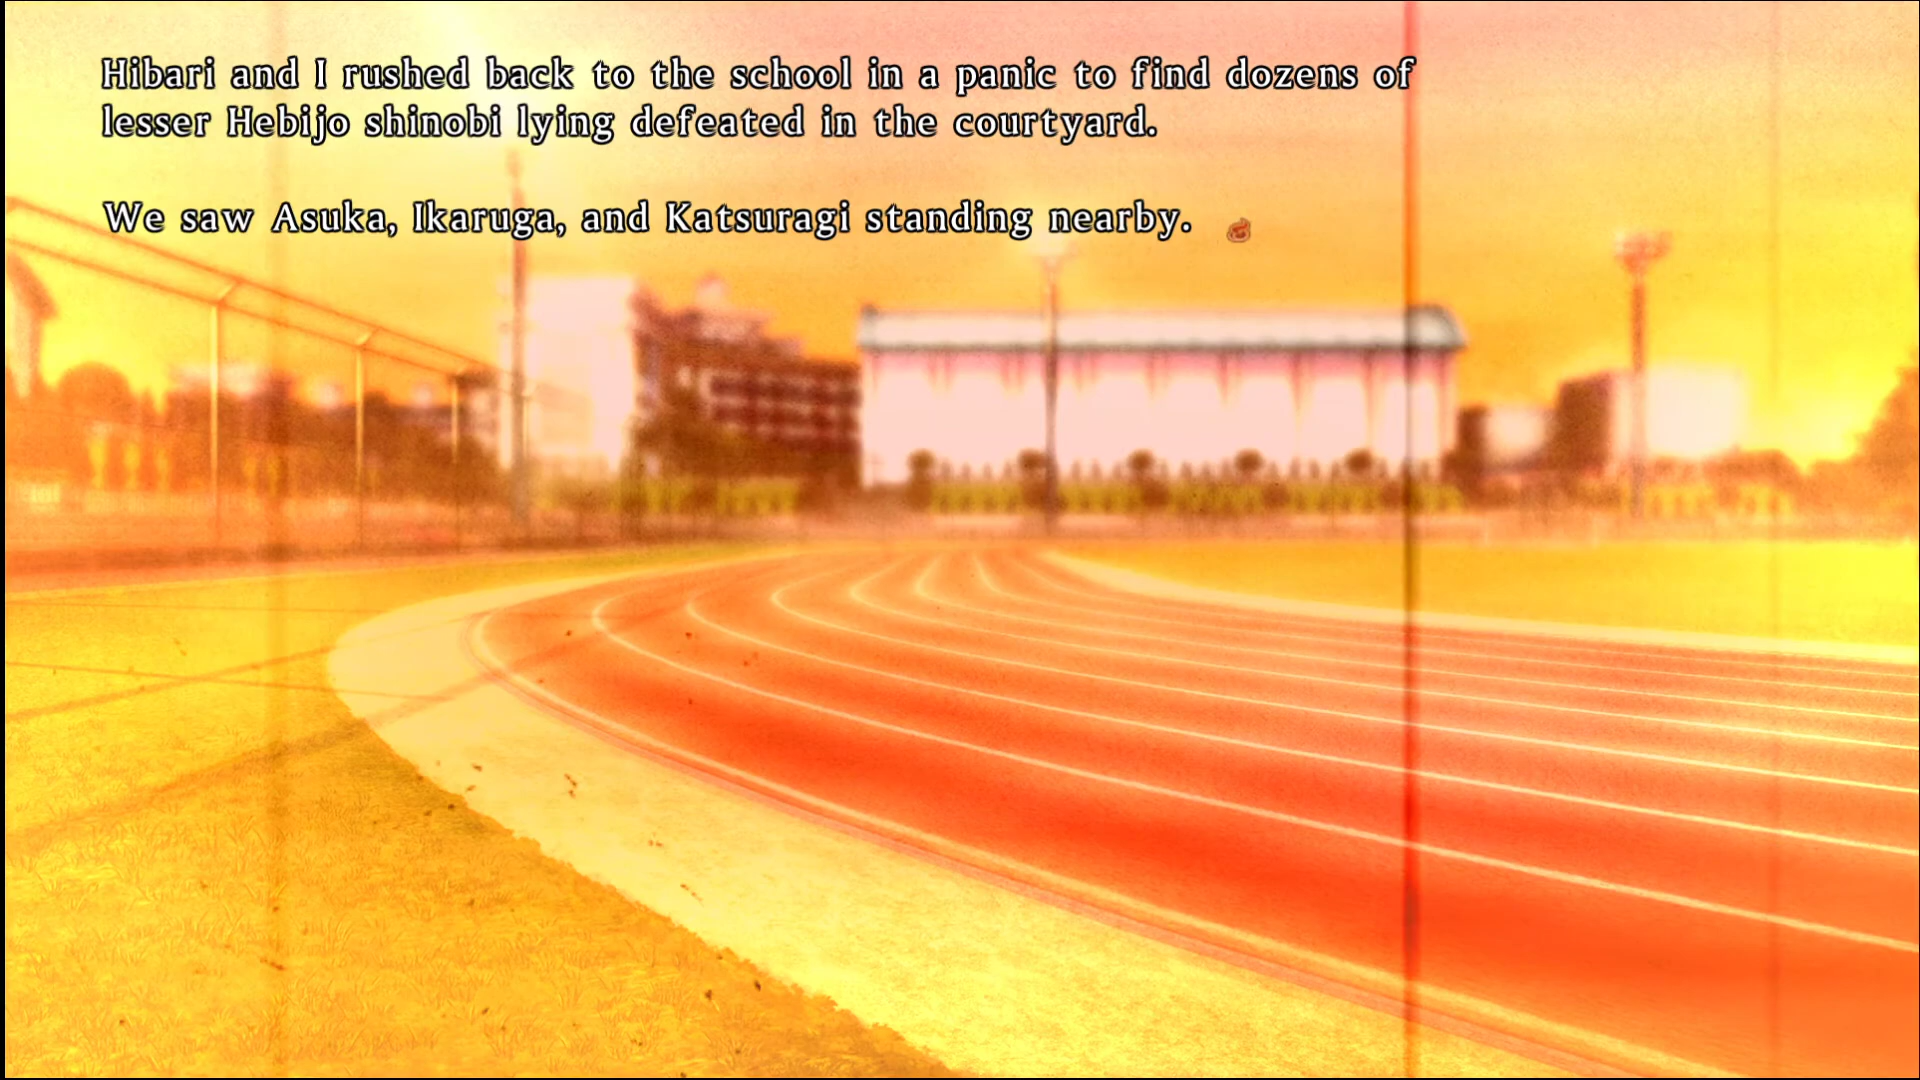 Hibari and I rushed back to the school in a panic to find dozens of
lesser Hebijo shinobi lying defeated in the courtyard.
We saw Asuka, Ikaruga, and Katsuragi standing nearby.